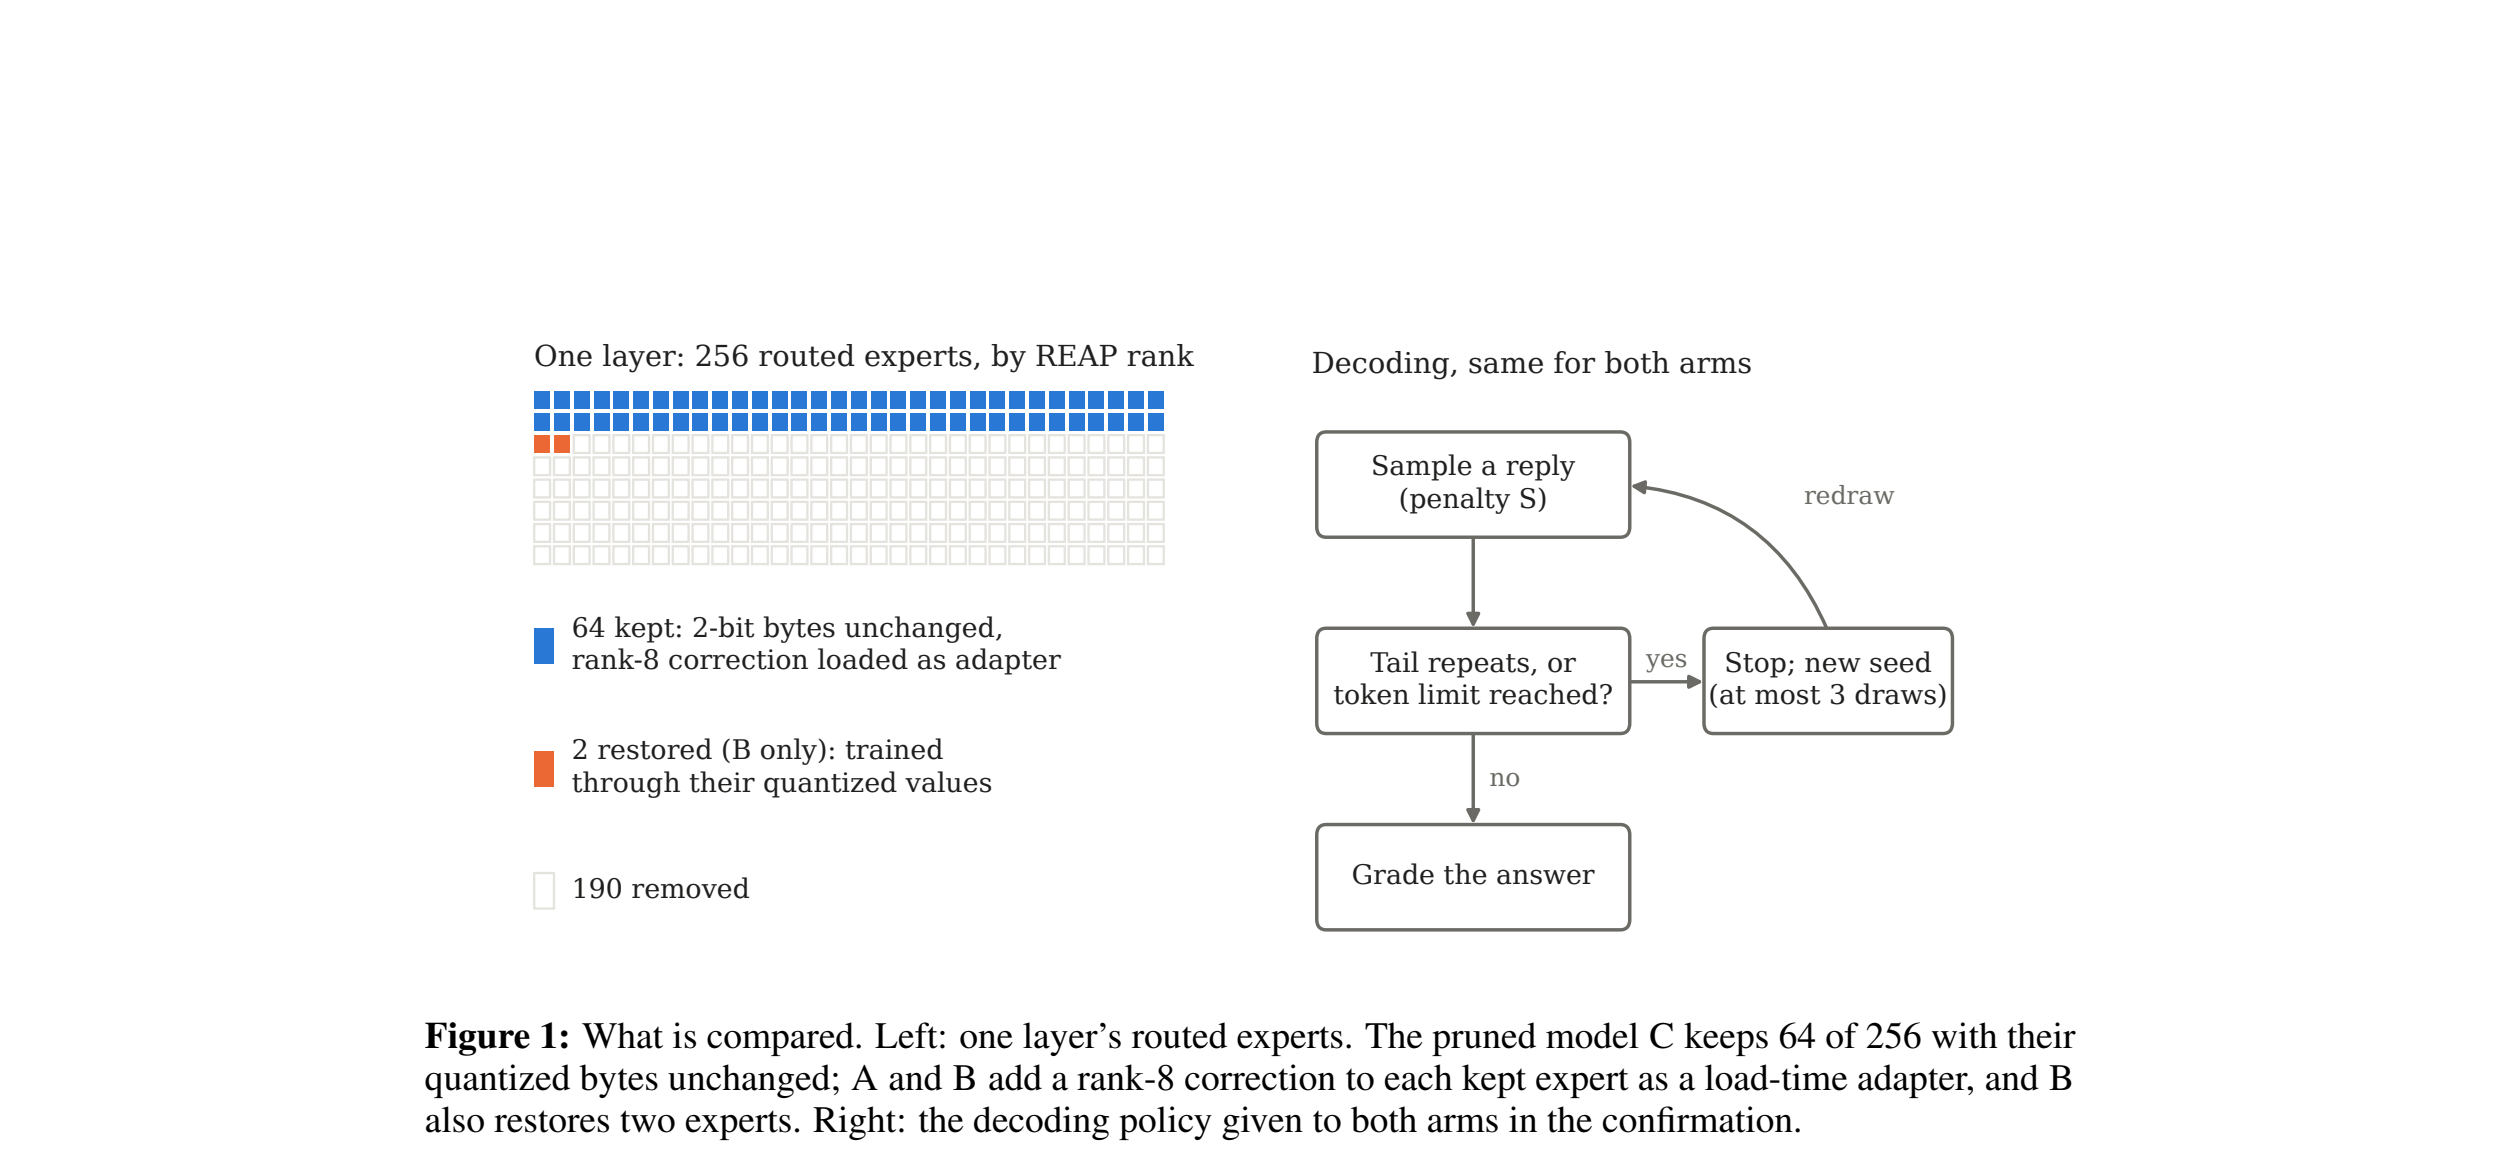 One layer: 256 routed experts, by REAP rank
64 kept: 2-bit bytes unchanged,
rank-8 correction loaded as adapter
2 restored (B only): trained
through their quantized values
190 removed
Decoding, same for both arms
Sample a reply
(penalty S)
redraw
Tail repeats, or
token limit reached?
yes
Stop; new seed
(at most 3 draws)
no
Grade the answer
Figure 1: What is compared. Left: one layer's routed experts. The pruned model C keeps 64 of 256 with their
quantized bytes unchanged; A and B add a rank-8 correction to each kept expert as a load-time adapter, and B
also restores two experts. Right: the decoding policy given to both arms in the confirmation.